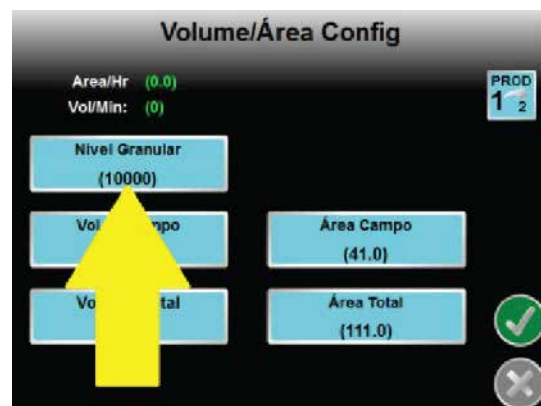 Volume/Área Config
Area/Hr (0.0)
Vol/Min: (0)
PROD
1 2
Nivel Granular
(10000)
Vol
Área Campo
(41.0)
Área Total
(111.0)